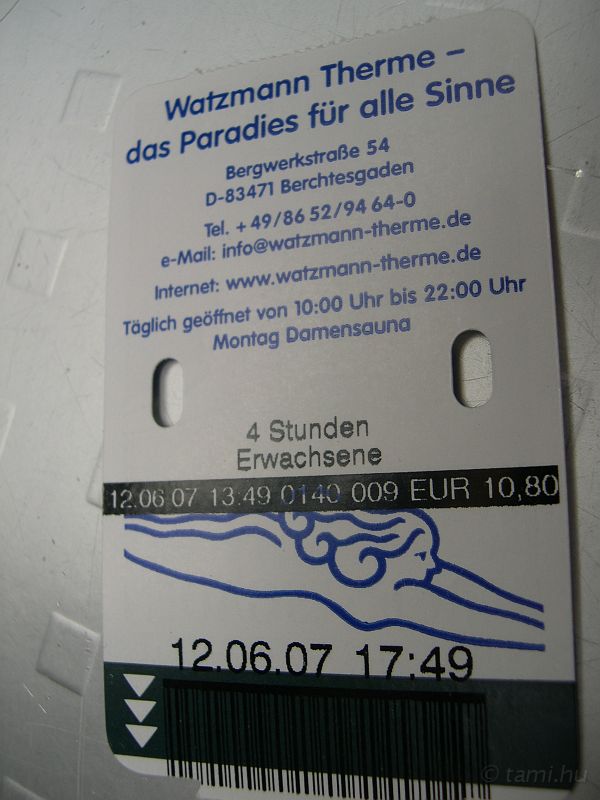 Watzmann Therme –
das Paradies für alle Sinne
Bergwerkstraße 54
D-83471 Berchtesgaden
Tel. +49/86 52/94 64-0
e-Mail: info@watzmann-therme.de
Internet: www.watzmann-therme.de
Täglich geöffnet von 10:00 Uhr bis 22:00 Uhr
Montag Damensauna
4 Stunden
Erwachsene
12.06.07 13.49 0140 009 EUR 10,80
12.06.07 17:49
© tami.hu